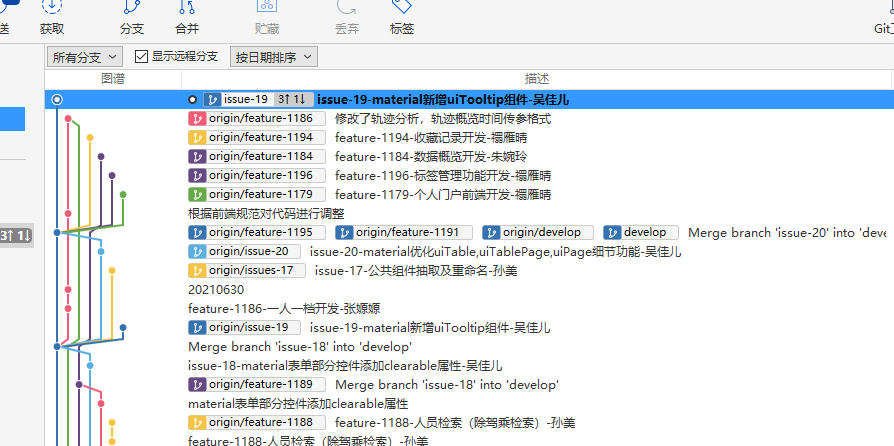 送 获取 分支 合并 贮藏 丢弃 标签 Git
所有分支 显示远程分支 按日期排序
图谱 描述
issue-19 3↑ 1↓ issue-19-material新增uiTooltip组件-吴佳儿
origin/feature-1186 修改了轨迹分析，轨迹概览时间传参格式
origin/feature-1194 feature-1194-收藏记录开发-禤雁晴
origin/feature-1184 feature-1184-数据概览开发-朱婉玲
origin/feature-1196 feature-1196-标签管理功能开发-禤雁晴
origin/feature-1179 feature-1179-个人门户前端开发-禤雁晴
根据前端规范对代码进行调整
3↑ 1↓ origin/feature-1195 origin/feature-1191 origin/develop develop Merge branch 'issue-20' into 'deve
origin/issue-20 issue-20-material优化uiTable,uiTablePage,uiPage细节功能-吴佳儿
origin/issues-17 issue-17-公共组件抽取及重命名-孙美
20210630
feature-1186-一人一档开发-张嫄嫄
origin/issue-19 issue-19-material新增uiTooltip组件-吴佳儿
Merge branch 'issue-18' into 'develop'
issue-18-material表单部分控件添加clearable属性-吴佳儿
origin/feature-1189 Merge branch 'issue-18' into 'develop'
material表单部分控件添加clearable属性
origin/feature-1188 feature-1188-人员检索（除驾乘检索）-孙美
feature-1188-人员检索（除驾乘检索）-孙美